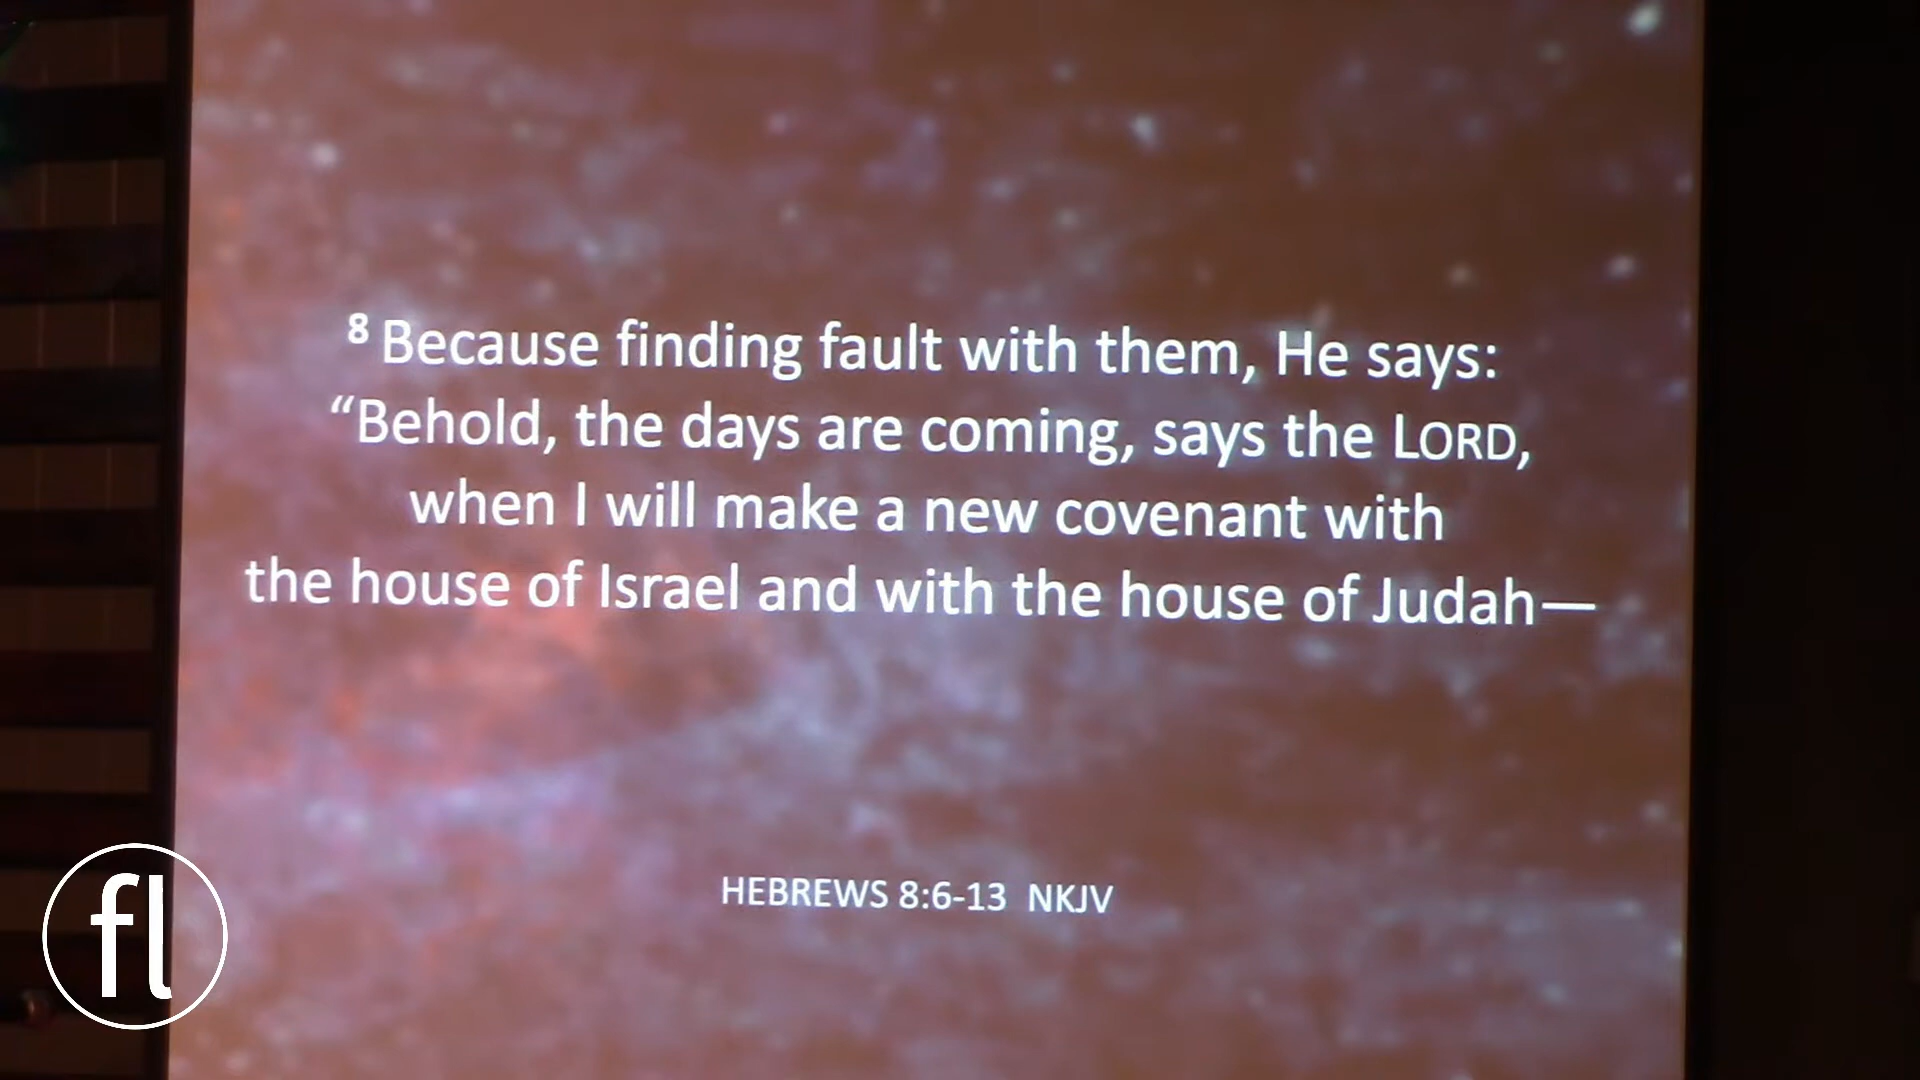 8 Because finding fault with them, He says:
“Behold, the days are coming, says the LORD,
when I will make a new covenant with
the house of Israel and with the house of Judah—
HEBREWS 8:6-13 NKJV
fl